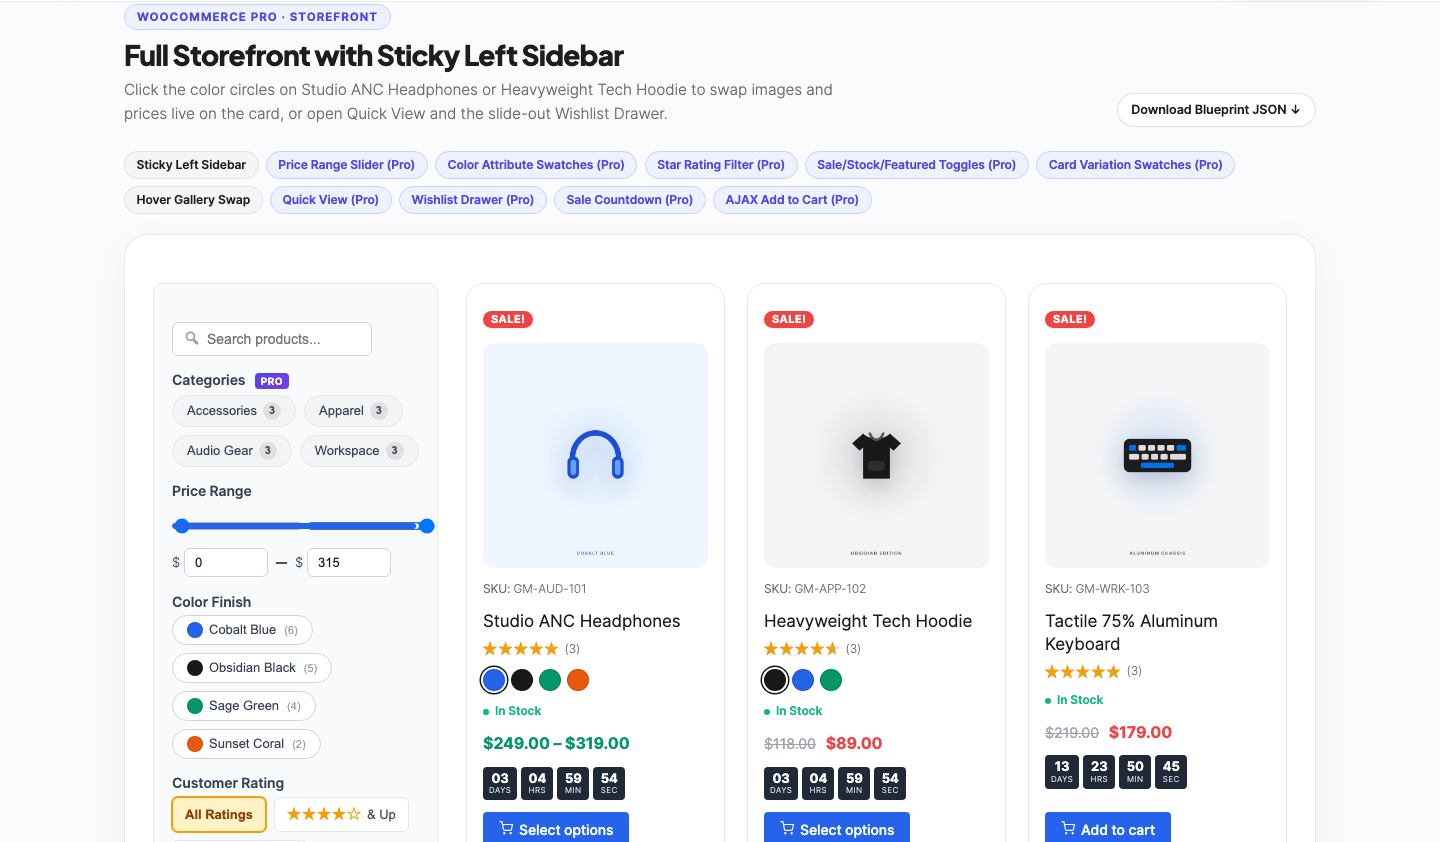 WOOCOMMERCE PRO · STOREFRONT
Full Storefront with Sticky Left Sidebar
Click the color circles on Studio ANC Headphones or Heavyweight Tech Hoodie to swap images and
prices live on the card, or open Quick View and the slide-out Wishlist Drawer.
Download Blueprint JSON ↓
Sticky Left Sidebar
Price Range Slider (Pro)
Color Attribute Swatches (Pro)
Star Rating Filter (Pro)
Sale/Stock/Featured Toggles (Pro)
Card Variation Swatches (Pro)
Hover Gallery Swap
Quick View (Pro)
Wishlist Drawer (Pro)
Sale Countdown (Pro)
AJAX Add to Cart (Pro)
Search products...
Categories PRO
Accessories 3
Apparel 3
Audio Gear 3
Workspace 3
Price Range
$ 0 — $ 315
Color Finish
Cobalt Blue (6)
Obsidian Black (5)
Sage Green (4)
Sunset Coral (2)
Customer Rating
All Ratings
★★★★☆ & Up
SALE!
COBALT BLUE
SKU: GM-AUD-101
Studio ANC Headphones
★★★★★ (3)
In Stock
$249.00 – $319.00
03 04 59 54
DAYS HRS MIN SEC
Select options
SALE!
OBSIDIAN EDITION
SKU: GM-APP-102
Heavyweight Tech Hoodie
★★★★★ (3)
In Stock
$118.00 $89.00
03 04 59 54
DAYS HRS MIN SEC
Select options
SALE!
ALUMINUM CHASSIS
SKU: GM-WRK-103
Tactile 75% Aluminum
Keyboard
★★★★★ (3)
In Stock
$219.00 $179.00
13 23 50 45
DAYS HRS MIN SEC
Add to cart